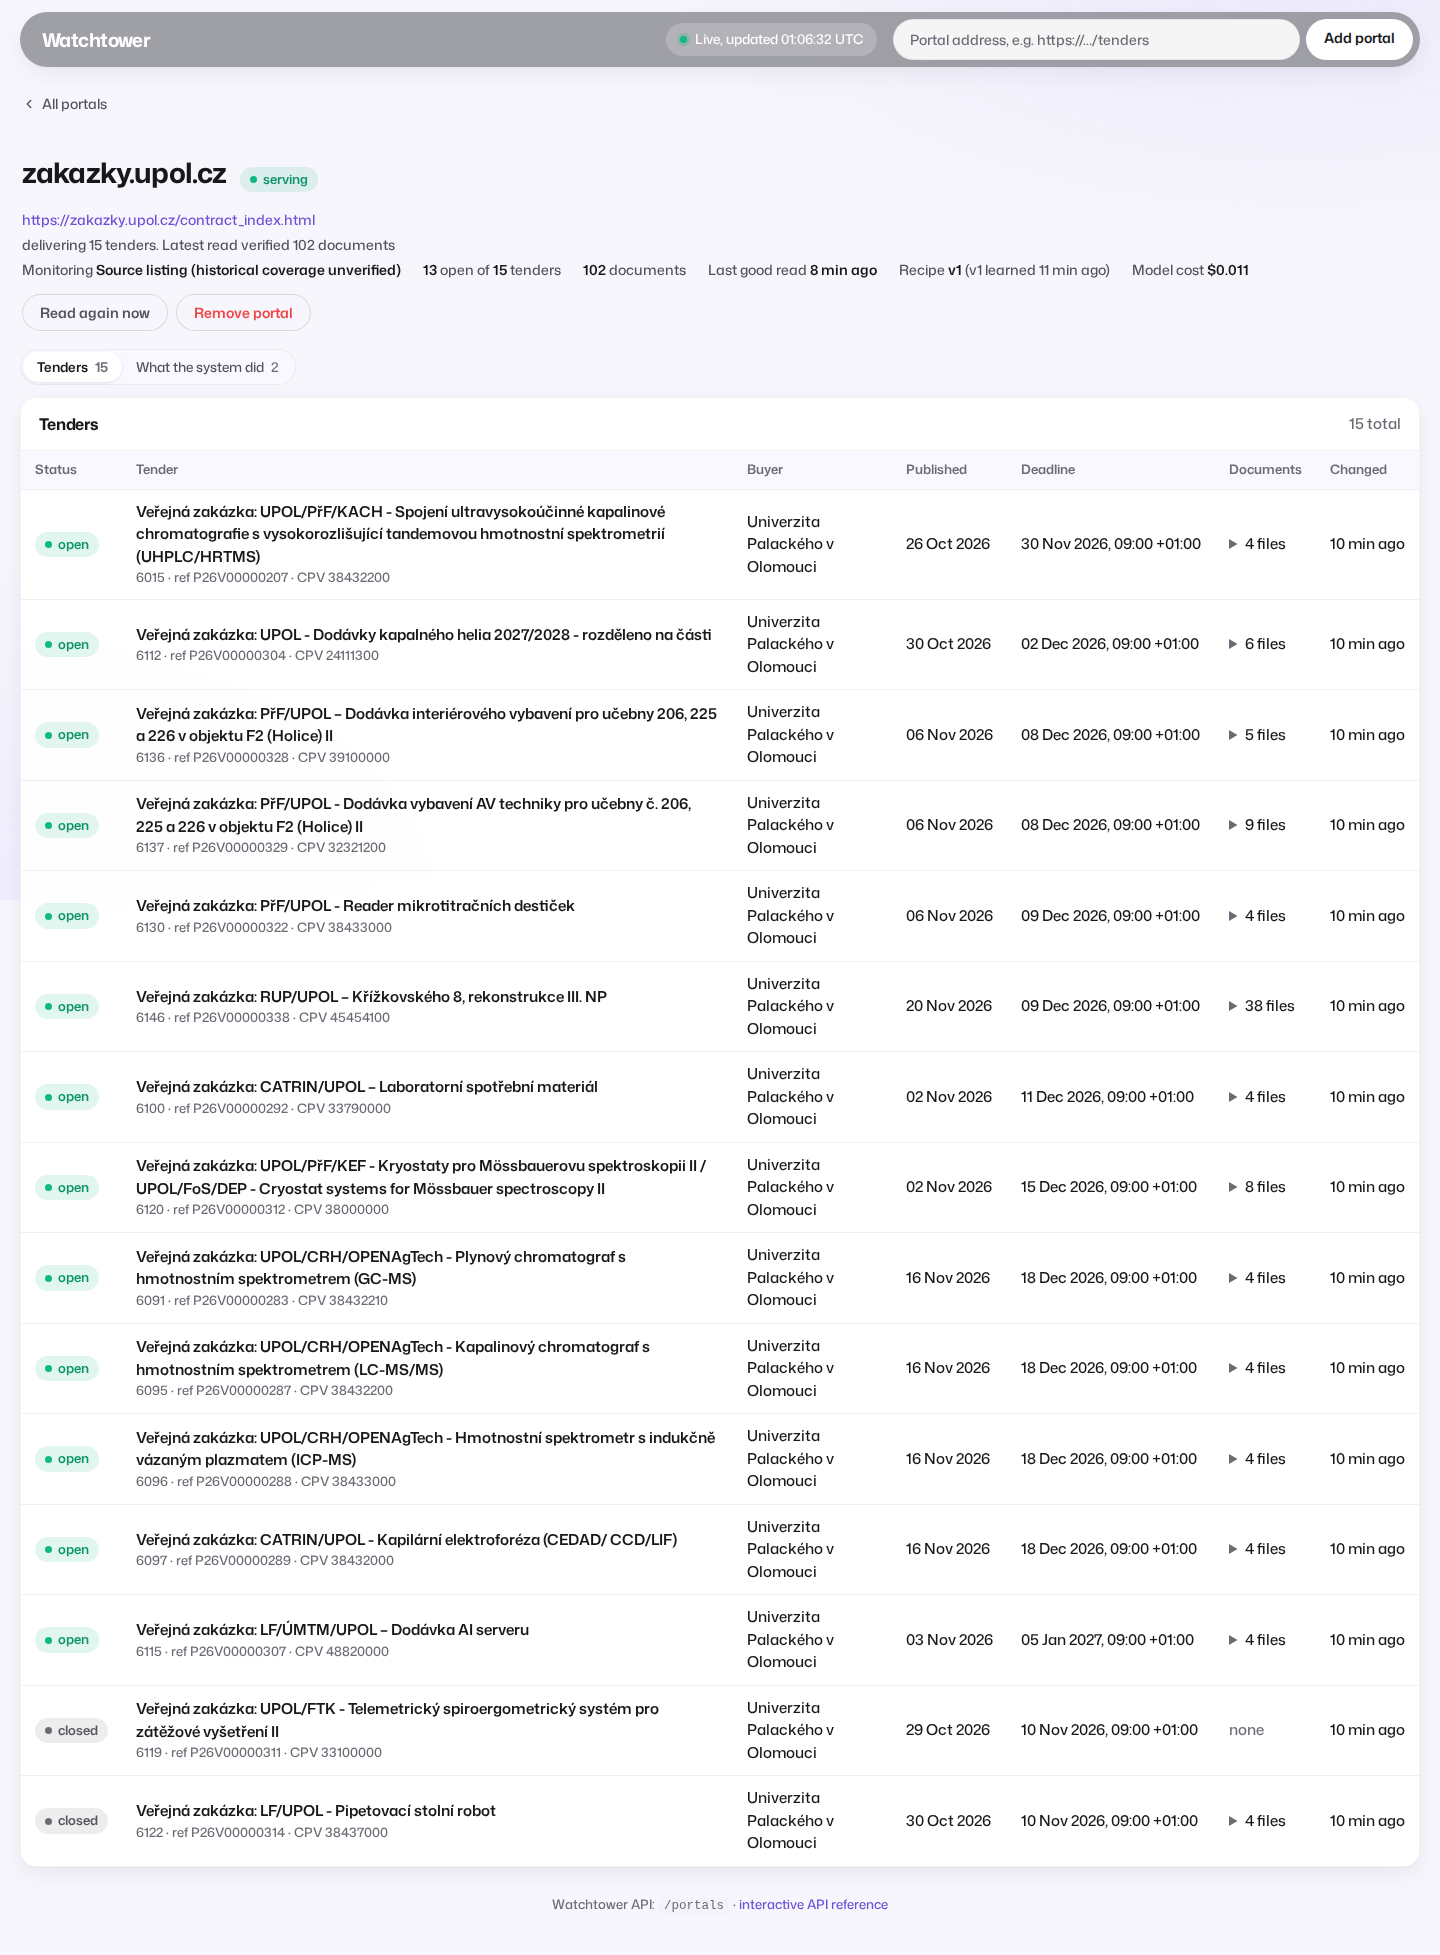 Watchtower
Live, updated 01:06:32 UTC
Portal address, e.g. https://.../tenders
Add portal
All portals
zakazky.upol.cz
serving
https://zakazky.upol.cz/contract_index.html
delivering 15 tenders. Latest read verified 102 documents
Monitoring Source listing (historical coverage unverified) 13 open of 15 tenders 102 documents Last good read 8 min ago Recipe v1 (v1 learned 11 min ago) Model cost $0.011
Read again now
Remove portal
Tenders 15
What the system did 2
Tenders
15 total
Status Tender Buyer Published Deadline Documents Changed
open
Veřejná zakázka: UPOL/PřF/KACH - Spojení ultravysokoúčinné kapalinové
chromatografie s vysokorozlišující tandemovou hmotnostní spektrometrií
(UHPLC/HRTMS)
6015 · ref P26V00000207 · CPV 38432200
Univerzita
Palackého v
Olomouci
26 Oct 2026
30 Nov 2026, 09:00 +01:00
4 files
10 min ago
open
Veřejná zakázka: UPOL - Dodávky kapalného helia 2027/2028 - rozděleno na části
6112 · ref P26V00000304 · CPV 24111300
Univerzita
Palackého v
Olomouci
30 Oct 2026
02 Dec 2026, 09:00 +01:00
6 files
10 min ago
open
Veřejná zakázka: PřF/UPOL – Dodávka interiérového vybavení pro učebny 206, 225
a 226 v objektu F2 (Holice) II
6136 · ref P26V00000328 · CPV 39100000
Univerzita
Palackého v
Olomouci
06 Nov 2026
08 Dec 2026, 09:00 +01:00
5 files
10 min ago
open
Veřejná zakázka: PřF/UPOL - Dodávka vybavení AV techniky pro učebny č. 206,
225 a 226 v objektu F2 (Holice) II
6137 · ref P26V00000329 · CPV 32321200
Univerzita
Palackého v
Olomouci
06 Nov 2026
08 Dec 2026, 09:00 +01:00
9 files
10 min ago
open
Veřejná zakázka: PřF/UPOL - Reader mikrotitračních destiček
6130 · ref P26V00000322 · CPV 38433000
Univerzita
Palackého v
Olomouci
06 Nov 2026
09 Dec 2026, 09:00 +01:00
4 files
10 min ago
open
Veřejná zakázka: RUP/UPOL – Křížkovského 8, rekonstrukce III. NP
6146 · ref P26V00000338 · CPV 45454100
Univerzita
Palackého v
Olomouci
20 Nov 2026
09 Dec 2026, 09:00 +01:00
38 files
10 min ago
open
Veřejná zakázka: CATRIN/UPOL – Laboratorní spotřební materiál
6100 · ref P26V00000292 · CPV 33790000
Univerzita
Palackého v
Olomouci
02 Nov 2026
11 Dec 2026, 09:00 +01:00
4 files
10 min ago
open
Veřejná zakázka: UPOL/PřF/KEF - Kryostaty pro Mössbauerovu spektroskopii II /
UPOL/FoS/DEP - Cryostat systems for Mössbauer spectroscopy II
6120 · ref P26V00000312 · CPV 38000000
Univerzita
Palackého v
Olomouci
02 Nov 2026
15 Dec 2026, 09:00 +01:00
8 files
10 min ago
open
Veřejná zakázka: UPOL/CRH/OPENAgTech - Plynový chromatograf s
hmotnostním spektrometrem (GC-MS)
6091 · ref P26V00000283 · CPV 38432210
Univerzita
Palackého v
Olomouci
16 Nov 2026
18 Dec 2026, 09:00 +01:00
4 files
10 min ago
open
Veřejná zakázka: UPOL/CRH/OPENAgTech - Kapalinový chromatograf s
hmotnostním spektrometrem (LC-MS/MS)
6095 · ref P26V00000287 · CPV 38432200
Univerzita
Palackého v
Olomouci
16 Nov 2026
18 Dec 2026, 09:00 +01:00
4 files
10 min ago
open
Veřejná zakázka: UPOL/CRH/OPENAgTech - Hmotnostní spektrometr s indukčně
vázaným plazmatem (ICP-MS)
6096 · ref P26V00000288 · CPV 38433000
Univerzita
Palackého v
Olomouci
16 Nov 2026
18 Dec 2026, 09:00 +01:00
4 files
10 min ago
open
Veřejná zakázka: CATRIN/UPOL - Kapilární elektroforéza (CEDAD/ CCD/LIF)
6097 · ref P26V00000289 · CPV 38432000
Univerzita
Palackého v
Olomouci
16 Nov 2026
18 Dec 2026, 09:00 +01:00
4 files
10 min ago
open
Veřejná zakázka: LF/ÚMTM/UPOL – Dodávka AI serveru
6115 · ref P26V00000307 · CPV 48820000
Univerzita
Palackého v
Olomouci
03 Nov 2026
05 Jan 2027, 09:00 +01:00
4 files
10 min ago
closed
Veřejná zakázka: UPOL/FTK - Telemetrický spiroergometrický systém pro
zátěžové vyšetření II
6119 · ref P26V00000311 · CPV 33100000
Univerzita
Palackého v
Olomouci
29 Oct 2026
10 Nov 2026, 09:00 +01:00
none
10 min ago
closed
Veřejná zakázka: LF/UPOL - Pipetovací stolní robot
6122 · ref P26V00000314 · CPV 38437000
Univerzita
Palackého v
Olomouci
30 Oct 2026
10 Nov 2026, 09:00 +01:00
4 files
10 min ago
Watchtower API: /portals · interactive API reference